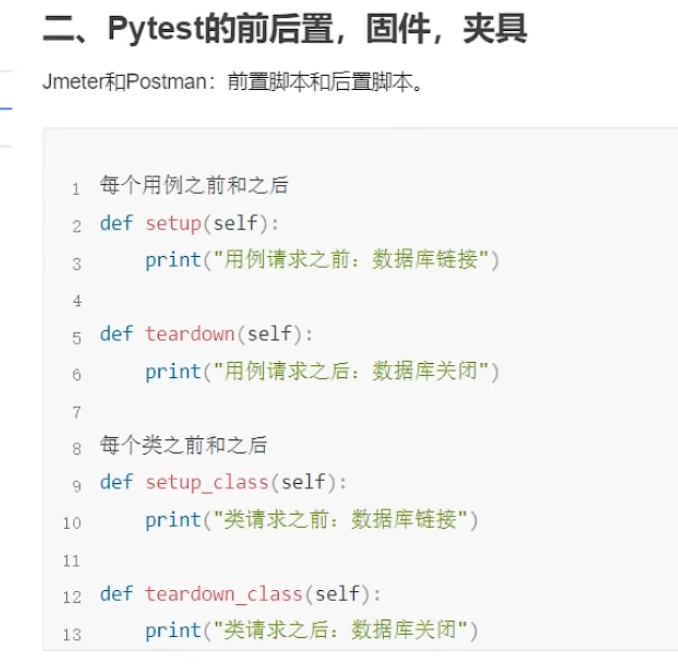 二、Pytest的前后置，固件，夹具
Jmeter和Postman：前置脚本和后置脚本。
1 每个用例之前和之后
2 def setup(self):
3     print("用例请求之前：数据库链接")
4
5 def teardown(self):
6     print("用例请求之后：数据库关闭")
7
8 每个类之前和之后
9 def setup_class(self):
10     print("类请求之前：数据库链接")
11
12 def teardown_class(self):
13     print("类请求之后：数据库关闭")